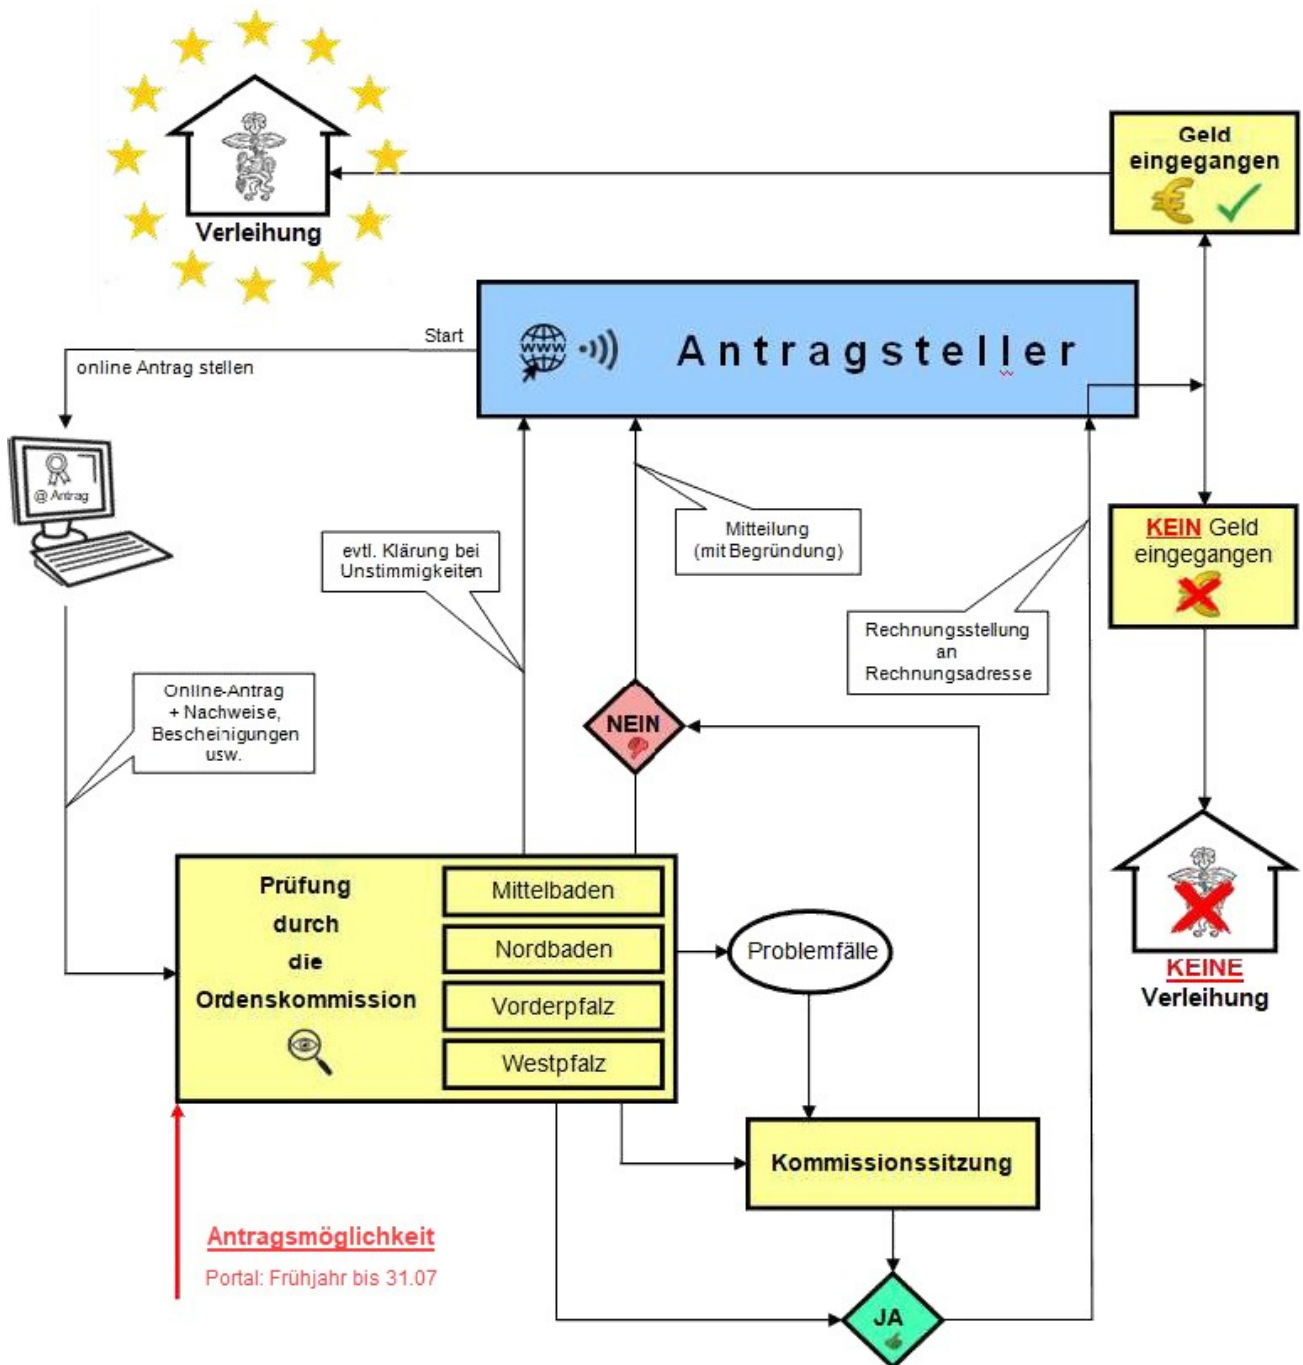 Verleihung
Geld
eingegangen
Start
www
Antragsteller
online Antrag stellen
@ Antrag
Mitteilung
(mit Begründung)
evtl. Klärung bei
Unstimmigkeiten
KEIN Geld
eingegangen
Rechnungsstellung
an
Rechnungsadresse
Online-Antrag
+ Nachweise,
Bescheinigungen
usw.
NEIN
Prüfung
durch
die
Ordenskommission
Mittelbaden
Nordbaden
Vorderpfalz
Westpfalz
Problemfälle
KEINE
Verleihung
Kommissionssitzung
Antragsmöglichkeit
Portal: Frühjahr bis 31.07
JA